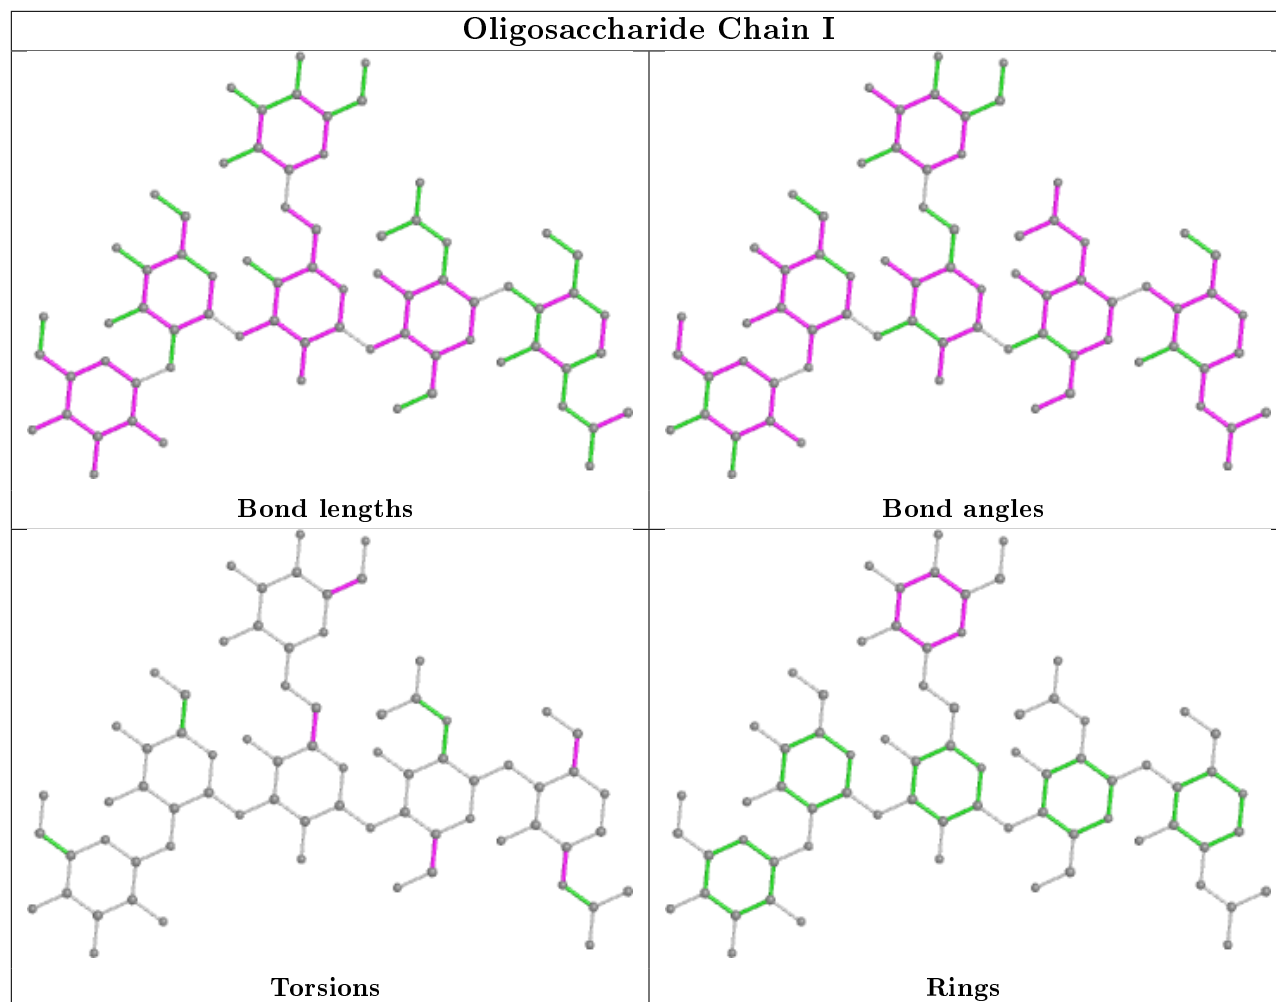 Oligosaccharide Chain I
Bond lengths
Bond angles
Torsions
Rings